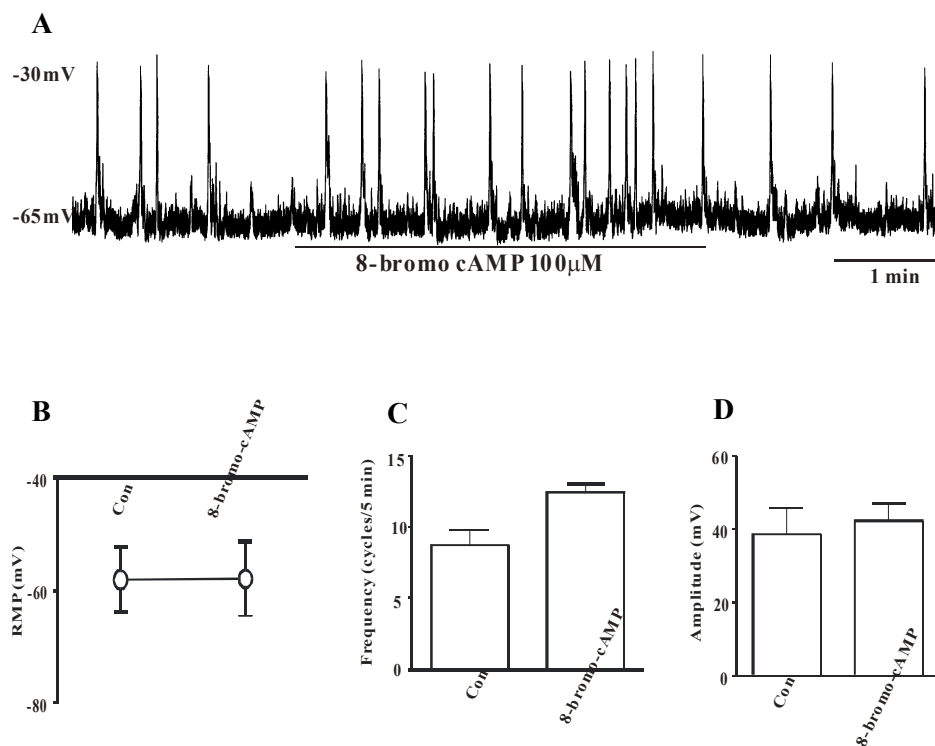 A
-30mV
-65mV
8-bromo cAMP 100μM
1 min
B
RMP (mV)
-40
-60
-80
Con
8-bromo-cAMP
C
Frequency (cycles/5 min)
15
10
5
0
Con
8-bromo-cAMP
D
Amplitude (mV)
60
40
20
0
Con
8-bromo-cAMP